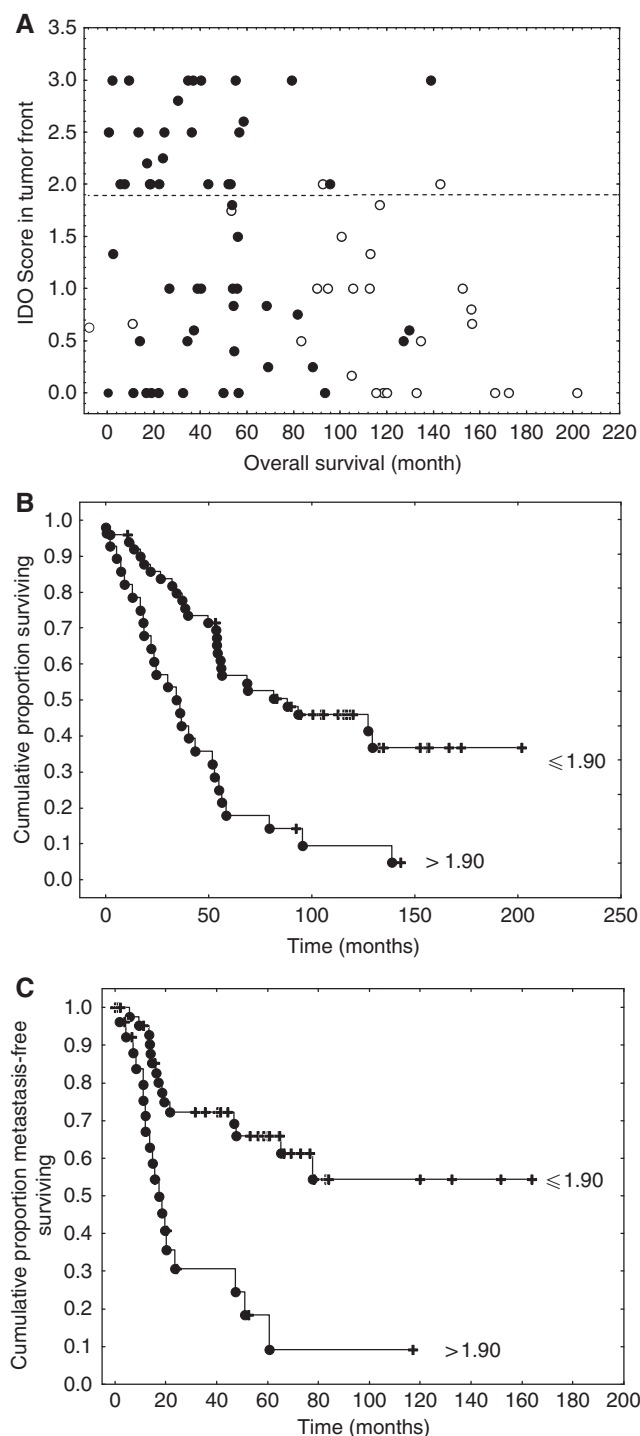 A
3.5
3.0
2.5
2.0
1.5
1.0
0.5
0.0
IDO Score in tumor front
0 20 40 60 80 100 120 140 160 180 200 220
Overall survival (month)
B
1.0
0.9
0.8
0.7
0.6
0.5
0.4
0.3
0.2
0.1
0.0
Cumulative proportion surviving
⩽ 1.90
> 1.90
0 50 100 150 200 250
Time (months)
C
1.0
0.9
0.8
0.7
0.6
0.5
0.4
0.3
0.2
0.1
0.0
Cumulative proportion metastasis-free
surviving
⩽ 1.90
> 1.90
0 20 40 60 80 100 120 140 160 180 200
Time (months)